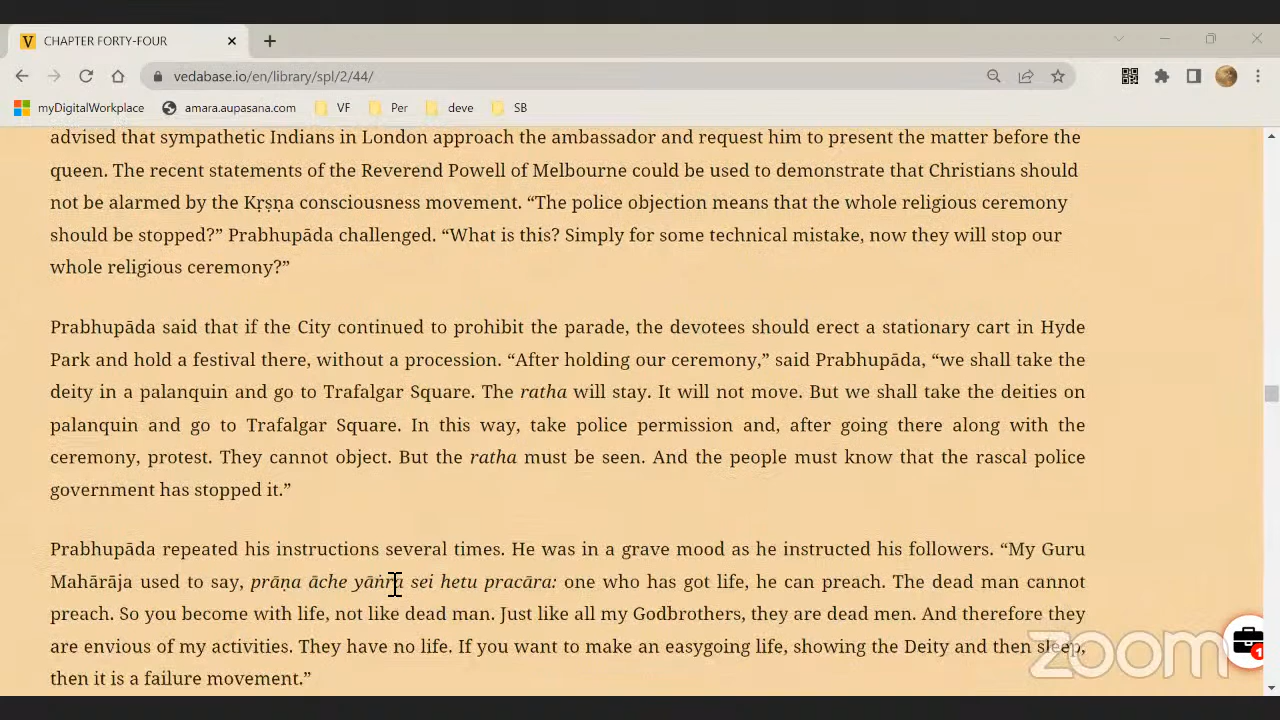 CHAPTER FORTY-FOUR
vedabase.io/en/library/spl/2/44/
myDigitalWorkplace amara.aupasana.com VF Per deve SB
advised that sympathetic Indians in London approach the ambassador and request him to present the matter before the
queen. The recent statements of the Reverend Powell of Melbourne could be used to demonstrate that Christians should
not be alarmed by the Kṛṣṇa consciousness movement. “The police objection means that the whole religious ceremony
should be stopped?” Prabhupāda challenged. “What is this? Simply for some technical mistake, now they will stop our
whole religious ceremony?”
Prabhupāda said that if the City continued to prohibit the parade, the devotees should erect a stationary cart in Hyde
Park and hold a festival there, without a procession. “After holding our ceremony,” said Prabhupāda, “we shall take the
deity in a palanquin and go to Trafalgar Square. The ratha will stay. It will not move. But we shall take the deities on
palanquin and go to Trafalgar Square. In this way, take police permission and, after going there along with the
ceremony, protest. They cannot object. But the ratha must be seen. And the people must know that the rascal police
government has stopped it.”
Prabhupāda repeated his instructions several times. He was in a grave mood as he instructed his followers. “My Guru
Mahārāja used to say, prāṇa āche yāṅra sei hetu pracāra: one who has got life, he can preach. The dead man cannot
preach. So you become with life, not like dead man. Just like all my Godbrothers, they are dead men. And therefore they
are envious of my activities. They have no life. If you want to make an easygoing life, showing the Deity and then sleep,
then it is a failure movement.”
zoom
1